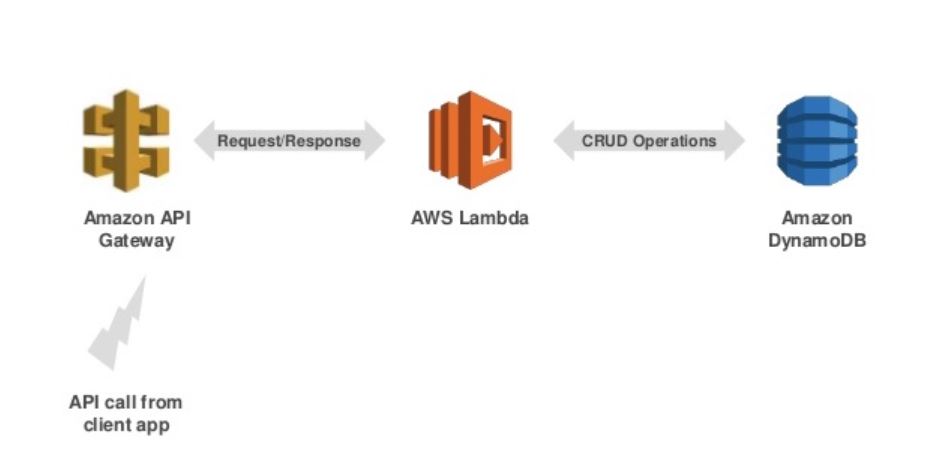 Request/Response
CRUD Operations
Amazon API
Gateway
AWS Lambda
Amazon
DynamoDB
API call from
client app